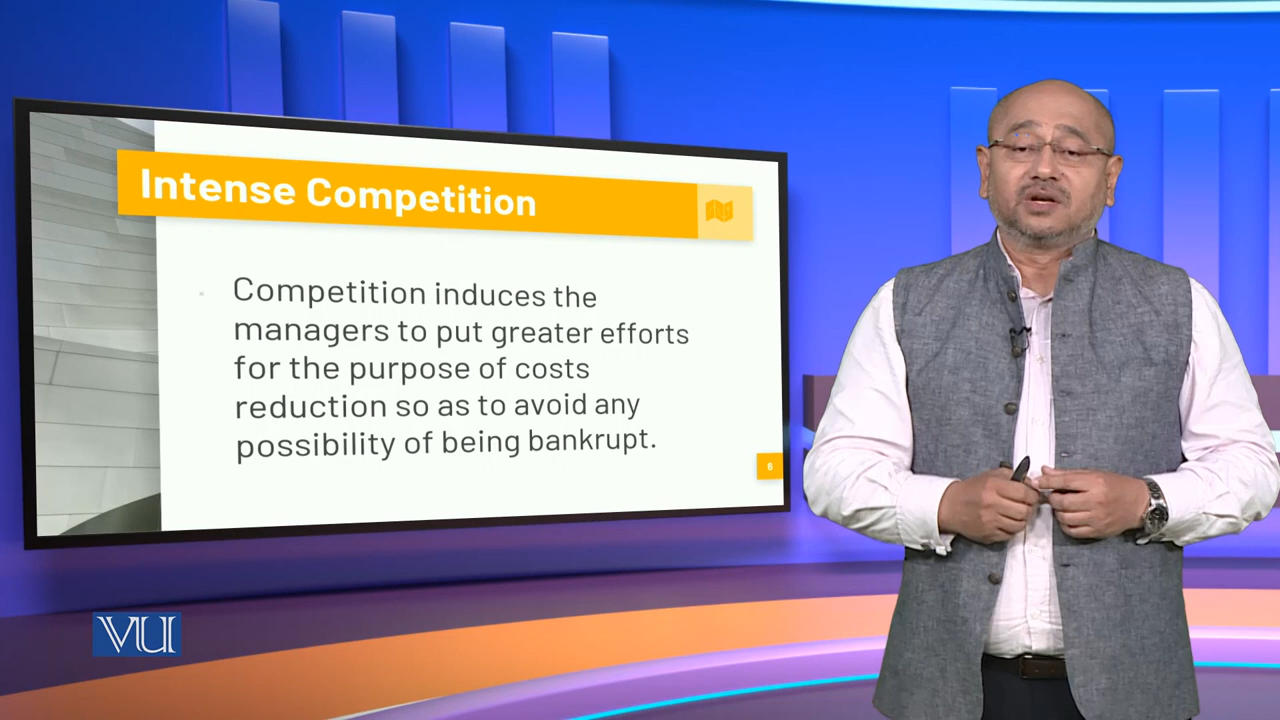 Intense Competition
Competition induces the
managers to put greater efforts
for the purpose of costs
reduction so as to avoid any
possibility of being bankrupt.
6
VU